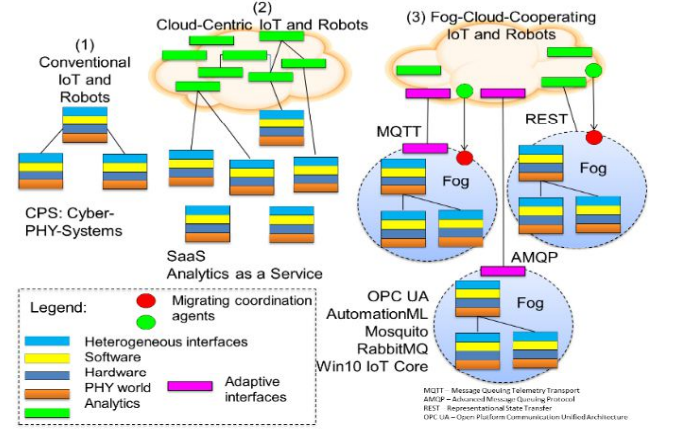 (1)
Conventional
IoT and
Robots
CPS: Cyber-
PHY-Systems
(2)
Cloud-Centric IoT and Robots
SaaS
Analytics as a Service
(3) Fog-Cloud-Cooperating
IoT and Robots
MQTT
REST
Fog
Fog
AMQP
Fog
OPC UA
AutomationML
Mosquito
RabbitMQ
Win10 IoT Core
Legend:
Migrating coordination
agents
Heterogeneous interfaces
Software
Hardware
PHY world
Analytics
Adaptive
interfaces
MQTT – Message Queuing Telemetry Transport
AMQP – Advanced Message Queuing Protocol
REST – Representational State Transfer
OPC UA – Open Platform Communication Unified Architecture